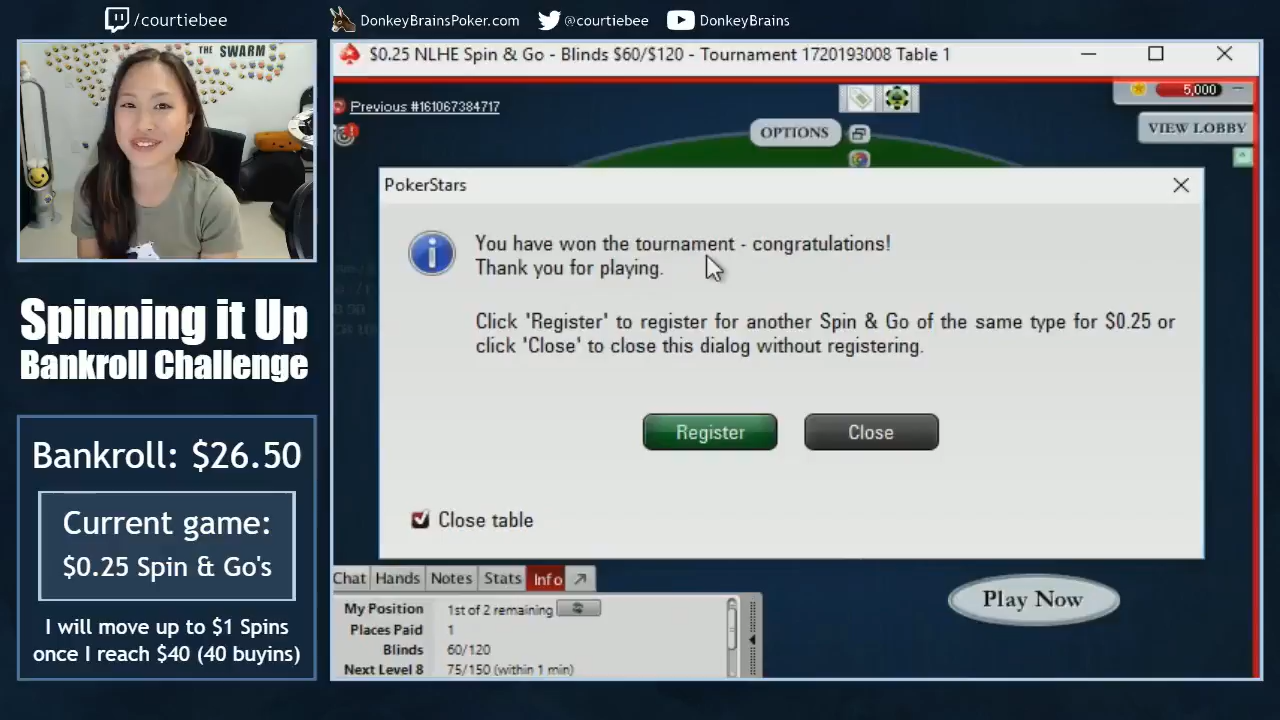 /courtiebee
DonkeyBrainsPoker.com
@courtiebee
DonkeyBrains
THE SWARM
Spinning it Up
Bankroll Challenge
Bankroll: $26.50
Current game:
$0.25 Spin & Go's
I will move up to $1 Spins
once I reach $40 (40 buyins)
$0.25 NLHE Spin & Go - Blinds $60/$120 - Tournament 1720193008 Table 1
Previous #161067384717
OPTIONS
5,000
VIEW LOBBY
PokerStars
You have won the tournament - congratulations!
Thank you for playing.
Click 'Register' to register for another Spin & Go of the same type for $0.25 or
click 'Close' to close this dialog without registering.
Register
Close
Close table
Chat
Hands
Notes
Stats
Info
My Position 1st of 2 remaining
Places Paid 1
Blinds 60/120
Next Level 8 75/150 (within 1 min)
Play Now